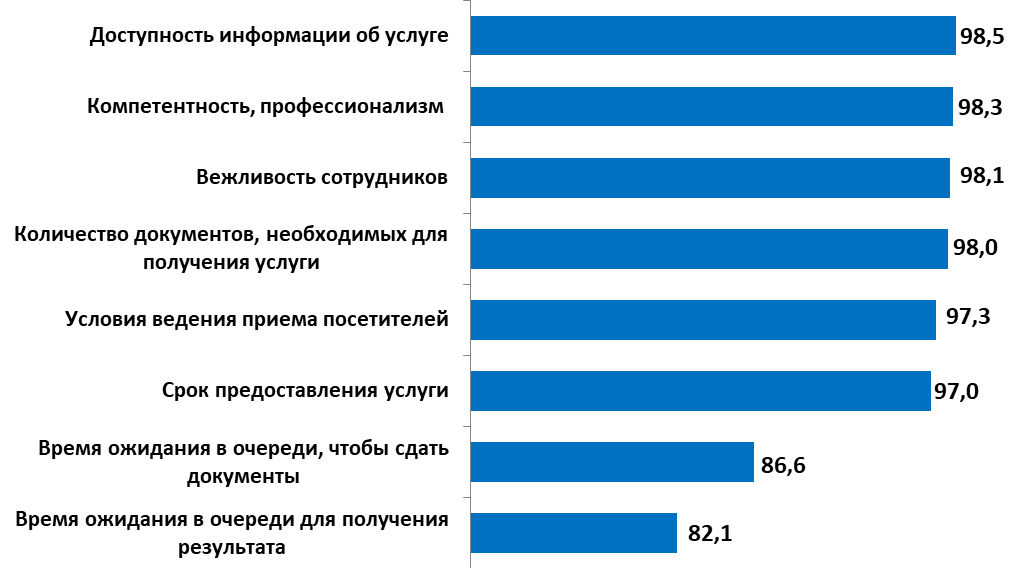 Доступность информации об услуге
98,5
Компетентность, профессионализм
98,3
Вежливость сотрудников
98,1
Количество документов, необходимых для
получения услуги
98,0
Условия ведения приема посетителей
97,3
Срок предоставления услуги
97,0
Время ожидания в очереди, чтобы сдать
документы
86,6
Время ожидания в очереди для получения
результата
82,1